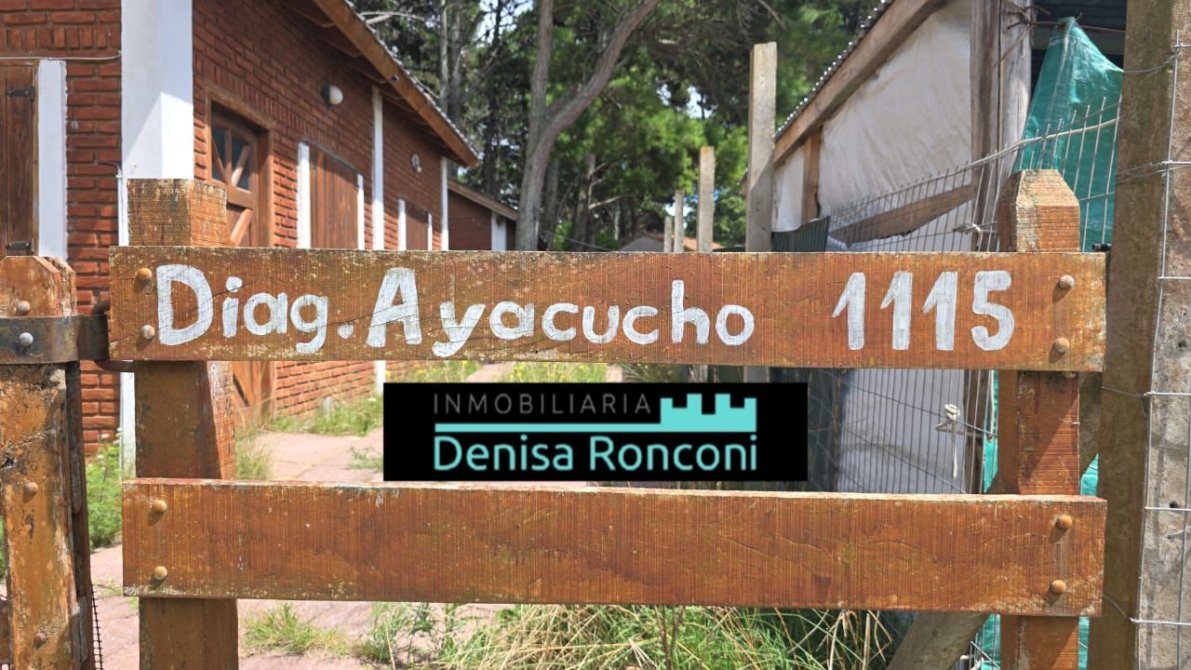 Diag. Ayacucho 1115
INMOBILIARIA
Denisa Ronconi